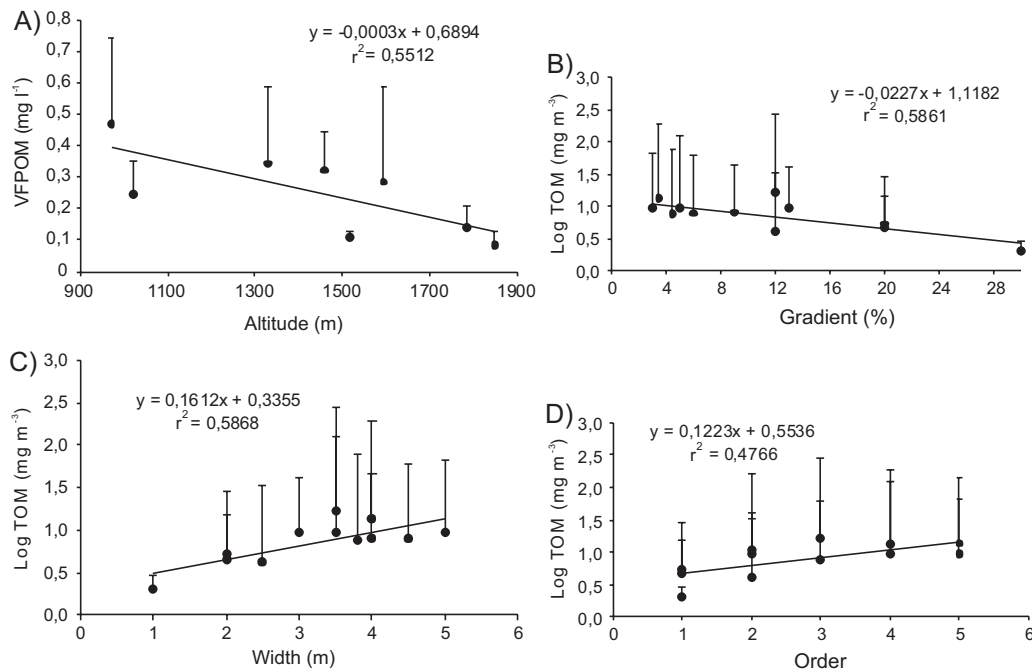 A)
y = -0,0003x + 0,6894
r² = 0,5512
VFPOM (mg l⁻¹)
0,8
0,7
0,6
0,5
0,4
0,3
0,2
0,1
0
900 1100 1300 1500 1700 1900
Altitude (m)
B)
y = -0,0227x + 1,1182
r² = 0,5861
Log TOM (mg m⁻³)
3,0
2,5
2,0
1,5
1,0
0,5
0,0
0 4 8 12 16 20 24 28
Gradient (%)
C)
y = 0,1612x + 0,3355
r² = 0,5868
Log TOM (mg m⁻³)
3,0
2,5
2,0
1,5
1,0
0,5
0,0
0 1 2 3 4 5 6
Width (m)
D)
y = 0,1223x + 0,5536
r² = 0,4766
Log TOM (mg m⁻³)
3,0
2,5
2,0
1,5
1,0
0,5
0,0
0 1 2 3 4 5 6
Order